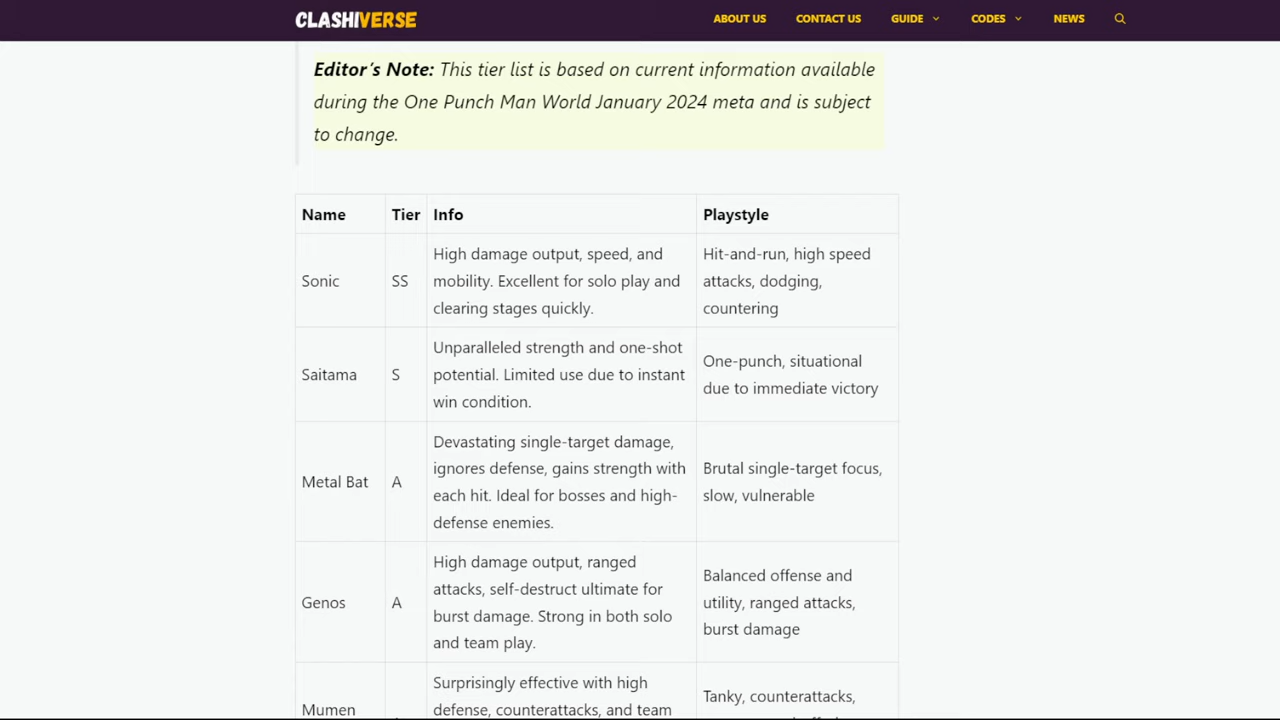 CLASHIVERSE
ABOUT US CONTACT US GUIDE CODES NEWS
Editor's Note: This tier list is based on current information available
during the One Punch Man World January 2024 meta and is subject
to change.
Name Tier Info Playstyle
Sonic
SS
High damage output, speed, and
mobility. Excellent for solo play and
clearing stages quickly.
Hit-and-run, high speed
attacks, dodging,
countering
Saitama
S
Unparalleled strength and one-shot
potential. Limited use due to instant
win condition.
One-punch, situational
due to immediate victory
Metal Bat
A
Devastating single-target damage,
ignores defense, gains strength with
each hit. Ideal for bosses and high-
defense enemies.
Brutal single-target focus,
slow, vulnerable
Genos
A
High damage output, ranged
attacks, self-destruct ultimate for
burst damage. Strong in both solo
and team play.
Balanced offense and
utility, ranged attacks,
burst damage
Mumen
Surprisingly effective with high
defense, counterattacks, and team
Tanky, counterattacks,